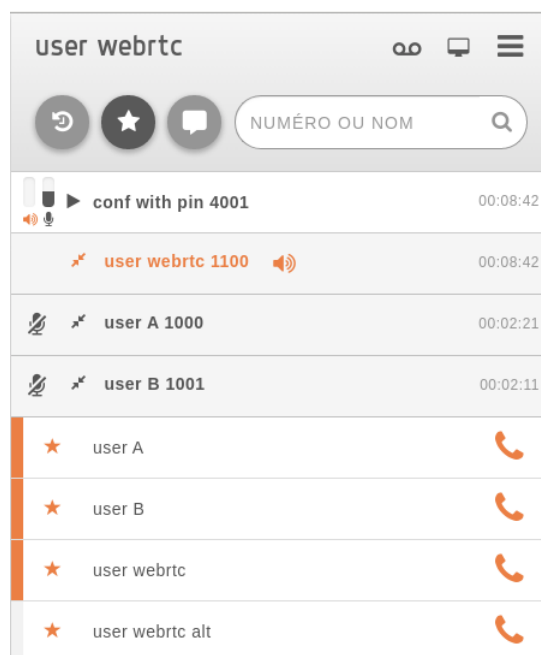 user webrtc
NUMÉRO OU NOM
conf with pin 4001 00:08:42
user webrtc 1100 00:08:42
user A 1000 00:02:21
user B 1001 00:02:11
user A
user B
user webrtc
user webrtc alt